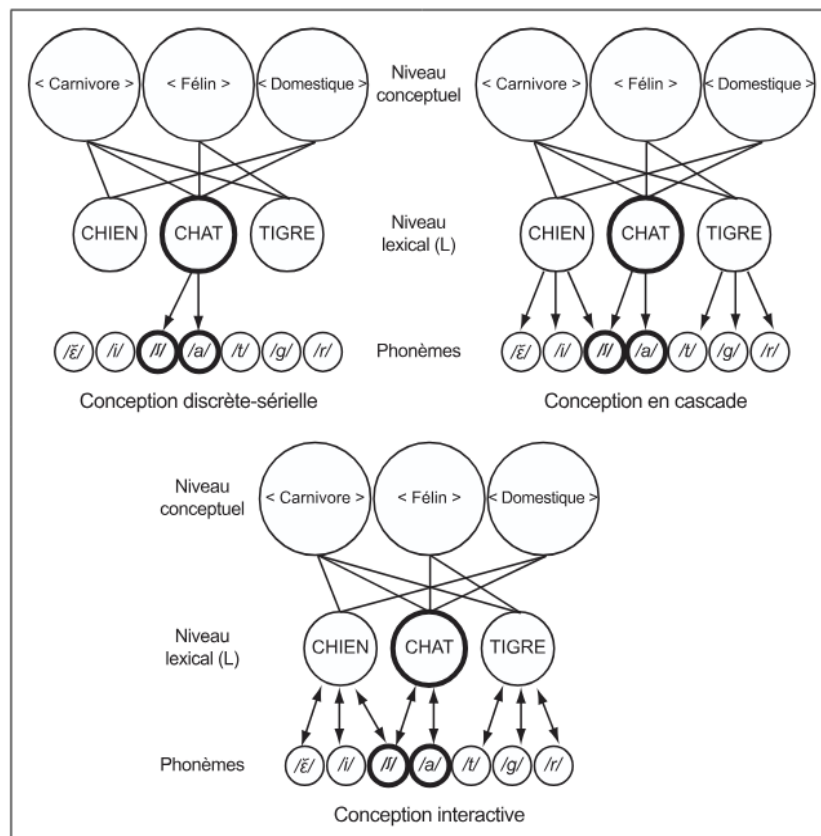 < Carnivore > < Félin > < Domestique >
Niveau
conceptuel
< Carnivore > < Félin > < Domestique >
CHIEN CHAT TIGRE
Niveau
lexical (L)
CHIEN CHAT TIGRE
/ɛ̃/ /i/ /ʃ/ /a/ /t/ /g/ /r/
Phonèmes
/ɛ̃/ /i/ /ʃ/ /a/ /t/ /g/ /r/
Conception discrète-sérielle
Conception en cascade
Niveau
conceptuel
< Carnivore > < Félin > < Domestique >
Niveau
lexical (L)
CHIEN CHAT TIGRE
Phonèmes
/ɛ̃/ /i/ /ʃ/ /a/ /t/ /g/ /r/
Conception interactive